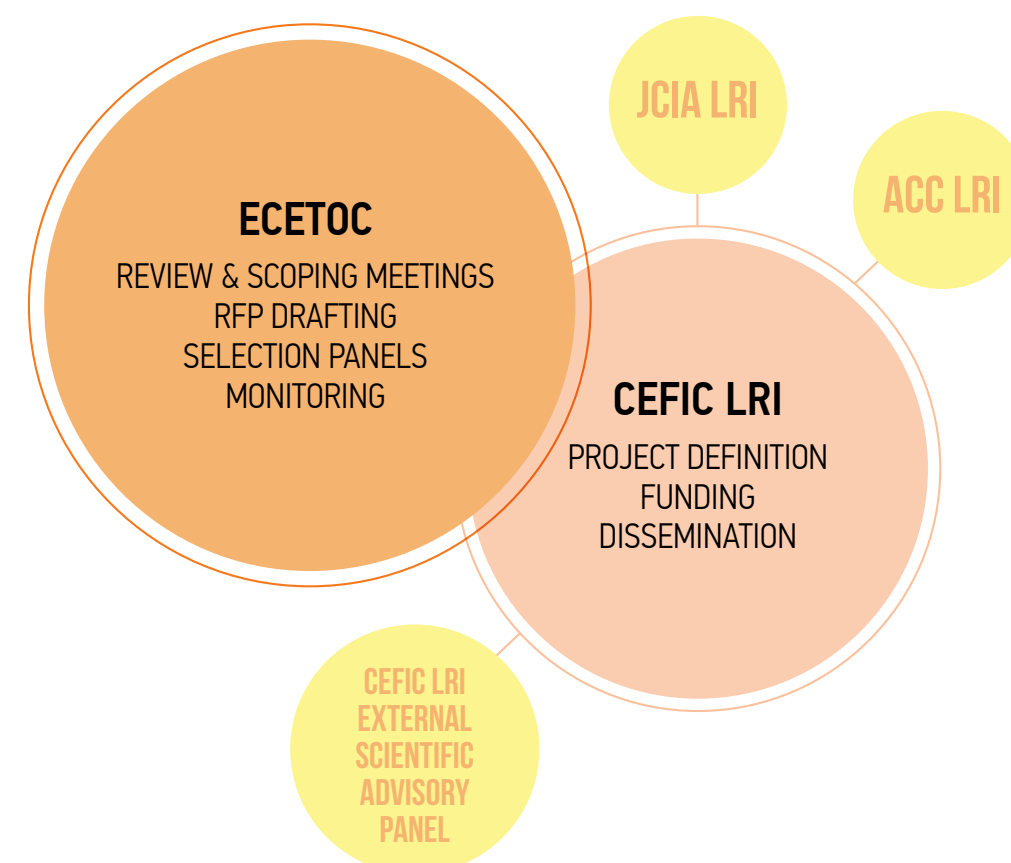 JCIA LRI
ACC LRI
ECETOC
REVIEW & SCOPING MEETINGS
RFP DRAFTING
SELECTION PANELS
MONITORING
CEFIC LRI
PROJECT DEFINITION
FUNDING
DISSEMINATION
CEFIC LRI
EXTERNAL
SCIENTIFIC
ADVISORY
PANEL